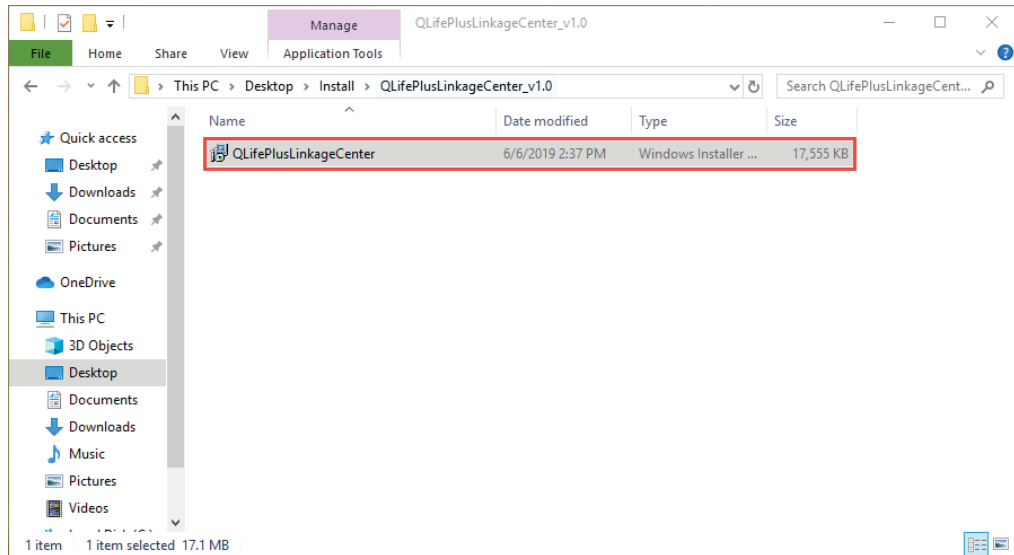 Manage QLifePlusLinkageCenter_v1.0
File Home Share View Application Tools
This PC > Desktop > Install > QLifePlusLinkageCenter_v1.0 Search QLifePlusLinkageCent...
Name Date modified Type Size
QLifePlusLinkageCenter 6/6/2019 2:37 PM Windows Installer ... 17,555 KB
Quick access
Desktop
Downloads
Documents
Pictures
OneDrive
This PC
3D Objects
Desktop
Documents
Downloads
Music
Pictures
Videos
1 item 1 item selected 17.1 MB